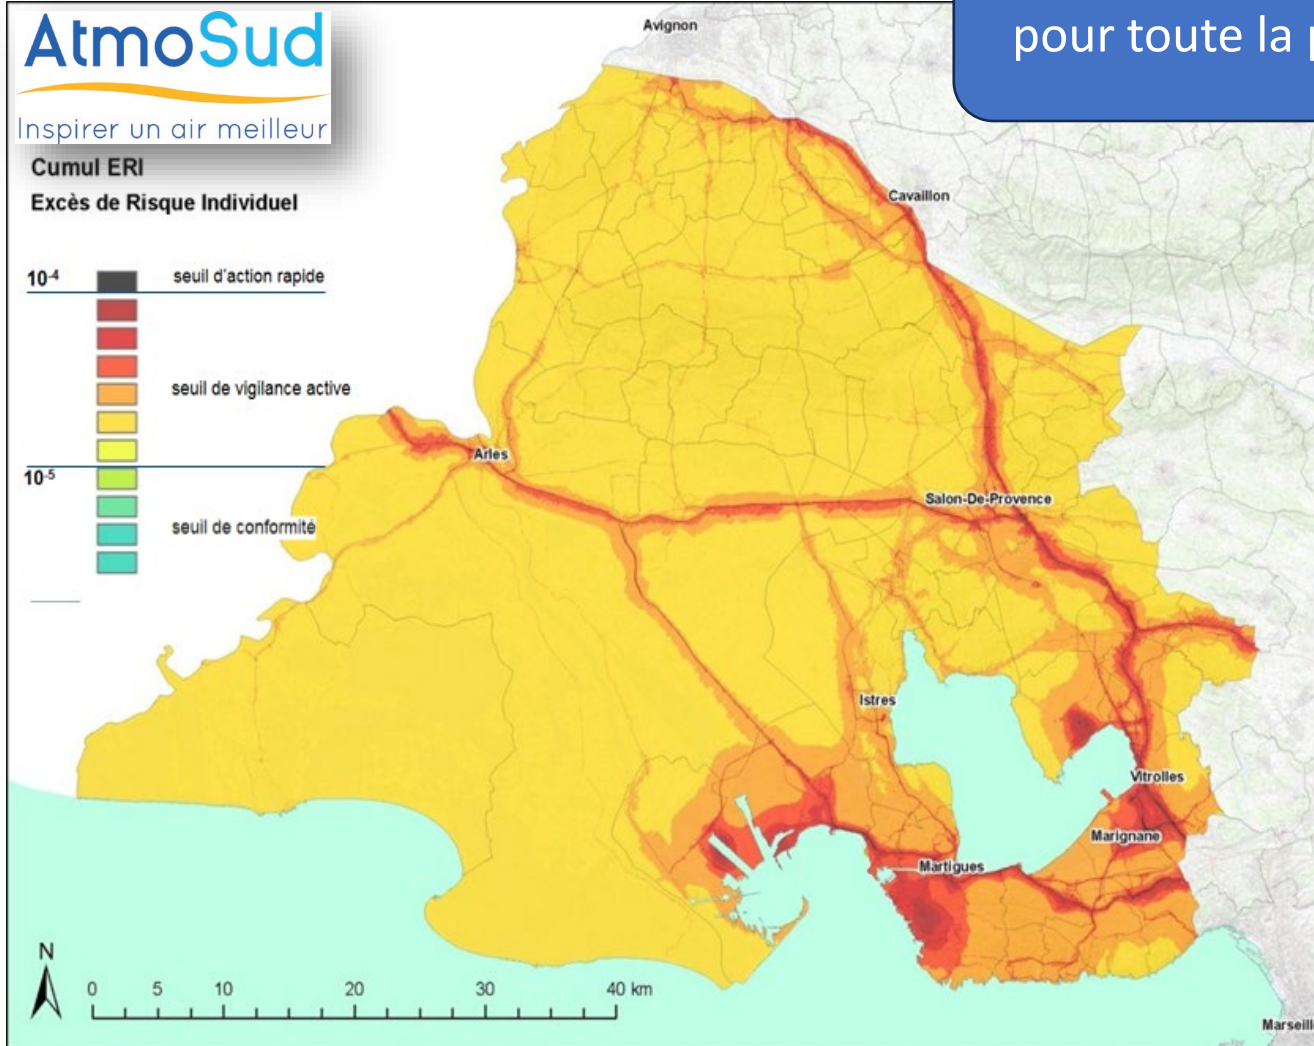 AtmoSud
Inspirer un air meilleur
pour toute la p
Cumul ERI
Excès de Risque Individuel
10-4
seuil d'action rapide
seuil de vigilance active
10-5
seuil de conformité
Avignon
Cavaillon
Arles
Salon-De-Provence
Istres
Vitrolles
Marignane
Martigues
N
0 5 10 20 30 40 km
Marseill